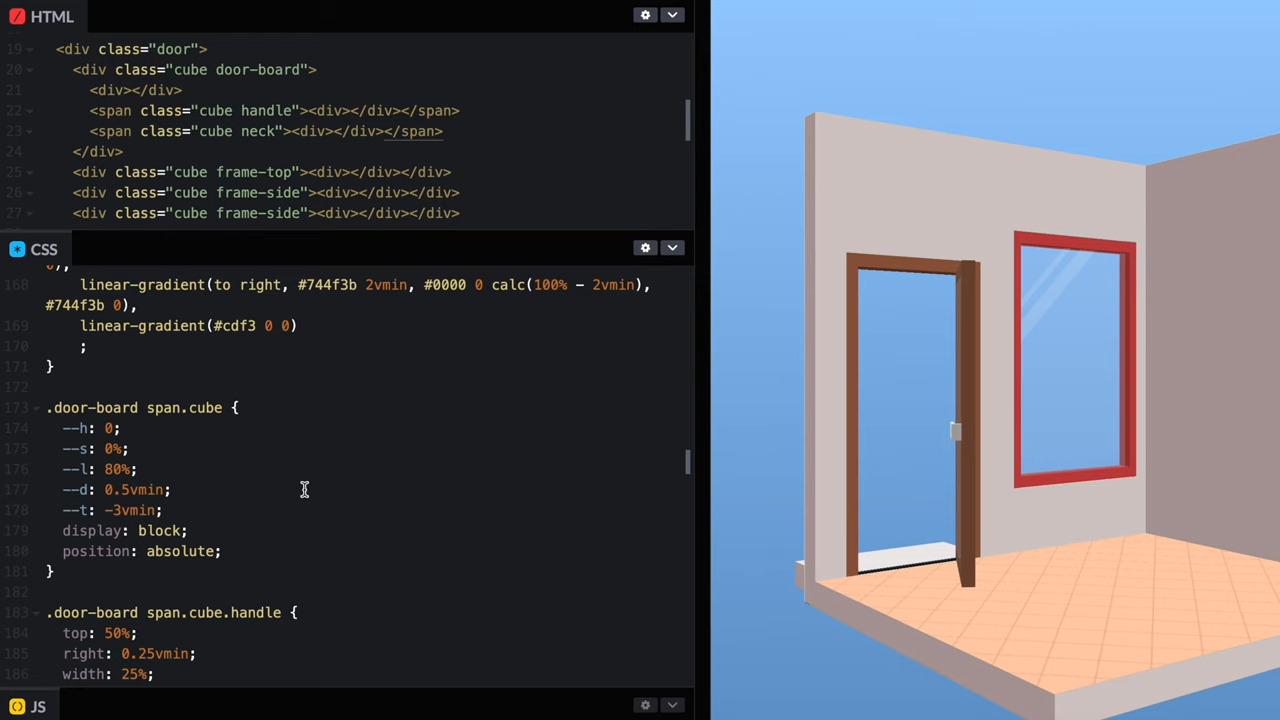 HTML
19 <div class="door">
20 <div class="cube door-board">
21 <div></div>
22 <span class="cube handle"><div></div></span>
23 <span class="cube neck"><div></div></span>
24 </div>
25 <div class="cube frame-top"><div></div></div>
26 <div class="cube frame-side"><div></div></div>
27 <div class="cube frame-side"><div></div></div>
CSS
0),
168 linear-gradient(to right, #744f3b 2vmin, #0000 0 calc(100% - 2vmin),
#744f3b 0),
169 linear-gradient(#cdf3 0 0)
170 ;
171 }
172
173 .door-board span.cube {
174 --h: 0;
175 --s: 0%;
176 --l: 80%;
177 --d: 0.5vmin;
178 --t: -3vmin;
179 display: block;
180 position: absolute;
181 }
182
183 .door-board span.cube.handle {
184 top: 50%;
185 right: 0.25vmin;
186 width: 25%;
JS